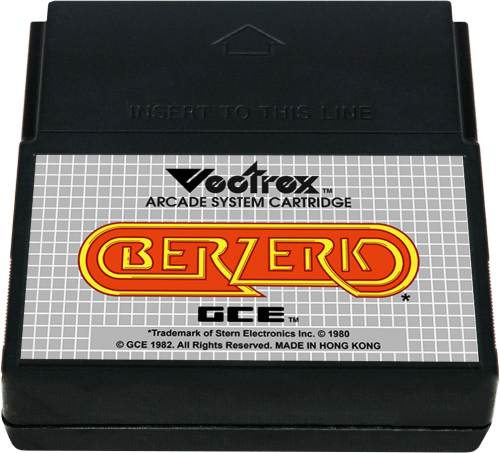 INSERT TO THIS LINE
Vectrex™
ARCADE SYSTEM CARTRIDGE
BERZERK*
GCE™
*Trademark of Stern Electronics Inc. © 1980
© GCE 1982. All Rights Reserved. MADE IN HONG KONG